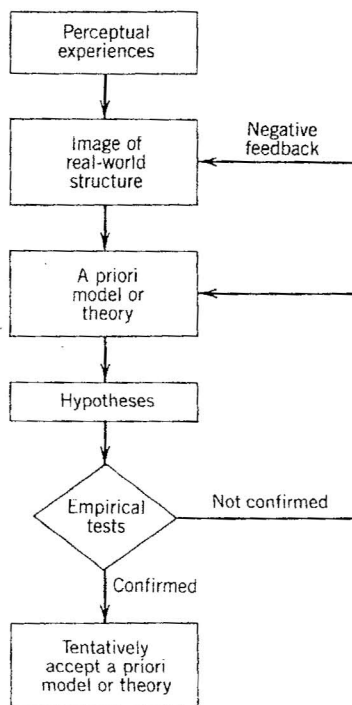 Perceptual
experiences
Image of
real-world
structure
Negative
feedback
A priori
model or
theory
Hypotheses
Empirical
tests
Not confirmed
Confirmed
Tentatively
accept a priori
model or theory